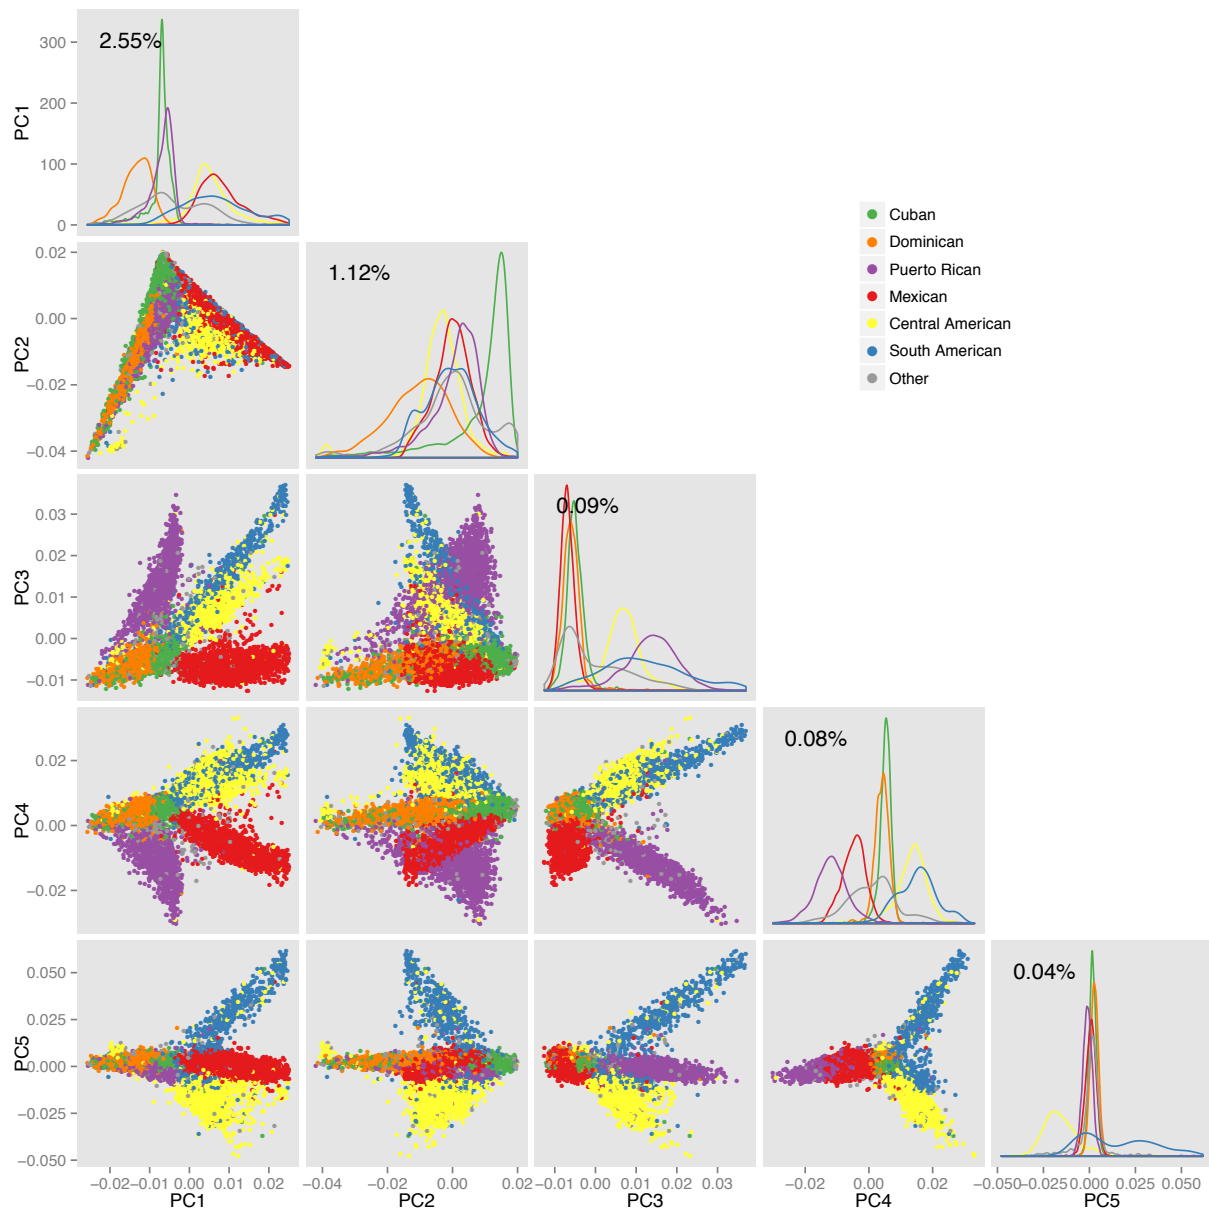 2.55%
300
200
100
0
PC1
1.12%
0.02
0.00
−0.02
−0.04
PC2
Cuban
Dominican
Puerto Rican
Mexican
Central American
South American
Other
0.09%
0.03
0.02
0.01
0.00
−0.01
PC3
0.08%
0.02
0.00
−0.02
PC4
0.04%
0.050
0.025
0.000
−0.025
−0.050
PC5
−0.02 −0.01 0.00 0.01 0.02
−0.04 −0.02 0.00 0.02
−0.01 0.00 0.01 0.02 0.03
−0.02 0.00 0.02
−0.050 −0.025 0.000 0.025 0.050
PC1 PC2 PC3 PC4 PC5